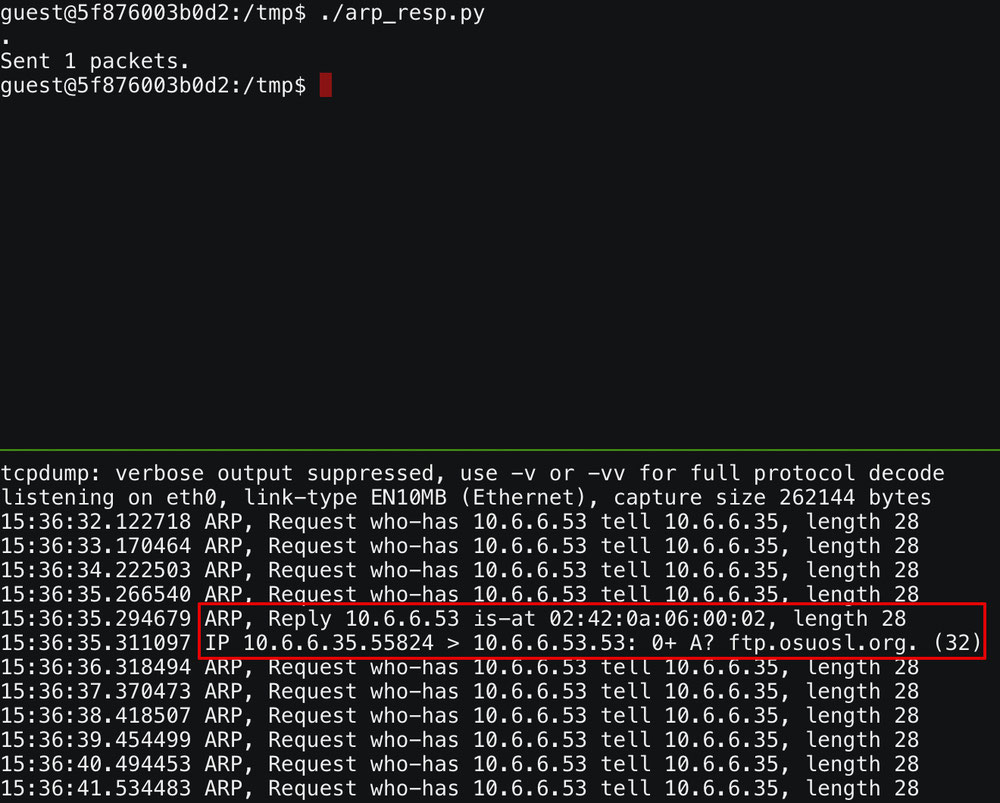 guest@5f876003b0d2:/tmp$ ./arp_resp.py
.
Sent 1 packets.
guest@5f876003b0d2:/tmp$
tcpdump: verbose output suppressed, use -v or -vv for full protocol decode
listening on eth0, link-type EN10MB (Ethernet), capture size 262144 bytes
15:36:32.122718 ARP, Request who-has 10.6.6.53 tell 10.6.6.35, length 28
15:36:33.170464 ARP, Request who-has 10.6.6.53 tell 10.6.6.35, length 28
15:36:34.222503 ARP, Request who-has 10.6.6.53 tell 10.6.6.35, length 28
15:36:35.266540 ARP, Request who-has 10.6.6.53 tell 10.6.6.35, length 28
15:36:35.294679 ARP, Reply 10.6.6.53 is-at 02:42:0a:06:00:02, length 28
15:36:35.311097 IP 10.6.6.35.55824 > 10.6.6.53.53: 0+ A? ftp.osuosl.org. (32)
15:36:36.318494 ARP, Request who-has 10.6.6.53 tell 10.6.6.35, length 28
15:36:37.370473 ARP, Request who-has 10.6.6.53 tell 10.6.6.35, length 28
15:36:38.418507 ARP, Request who-has 10.6.6.53 tell 10.6.6.35, length 28
15:36:39.454499 ARP, Request who-has 10.6.6.53 tell 10.6.6.35, length 28
15:36:40.494453 ARP, Request who-has 10.6.6.53 tell 10.6.6.35, length 28
15:36:41.534483 ARP, Request who-has 10.6.6.53 tell 10.6.6.35, length 28